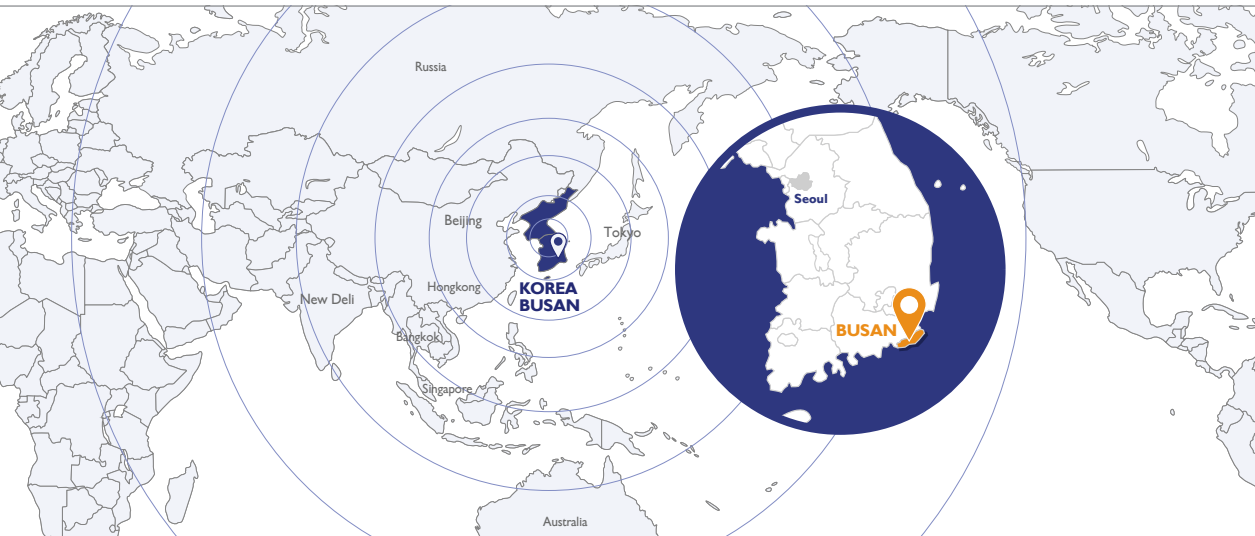 Russia
Beijing
Tokyo
Hongkong
KOREA
BUSAN
New Deli
Bangkok
Singapore
Australia
Seoul
BUSAN